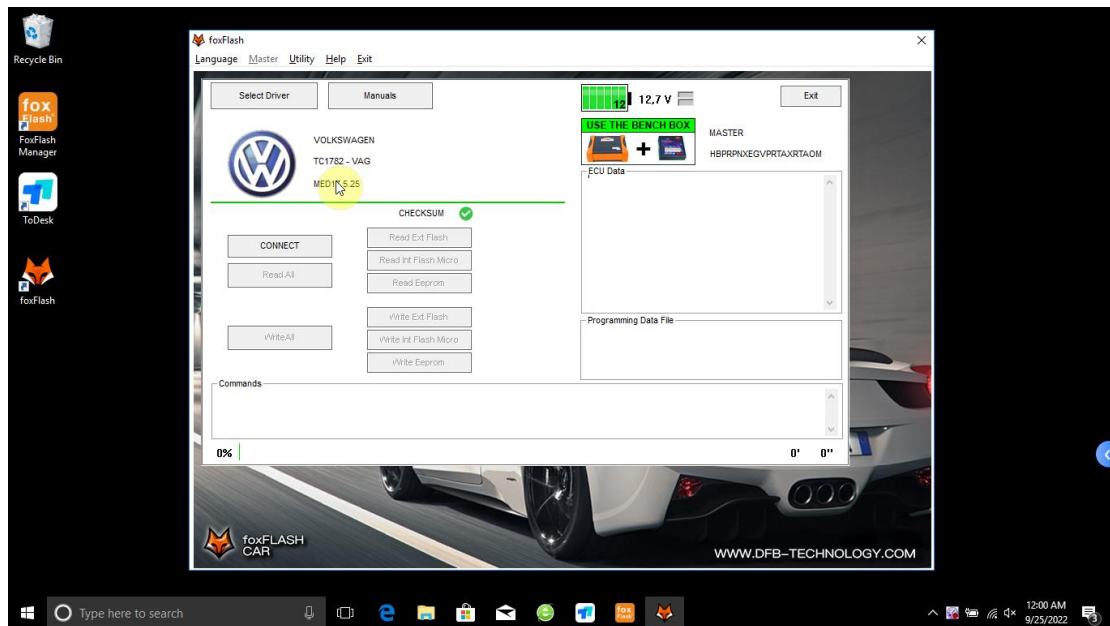 Recycle Bin
fox
Flash
FoxFlash
Manager
ToDesk
foxFlash
foxFlash
Language Master Utility Help Exit
Select Driver
Manuals
12
12,7 V
Exit
USE THE BENCH BOX
+
MASTER
HBPRPNXEGVPRTAXRTAOM
VOLKSWAGEN
TC1782 - VAG
ECU Data
CHECKSUM
CONNECT
Read Ext Flash
Read Int Flash Micro
Read All
Read Eeprom
Write Ext Flash
Programming Data File
WriteAll
Write Int Flash Micro
Write Eeprom
Commands
0%
0' 0''
foxFLASH
CAR
WWW.DFB-TECHNOLOGY.COM
Type here to search
fox
Flash
12:00 AM
9/25/2022
3